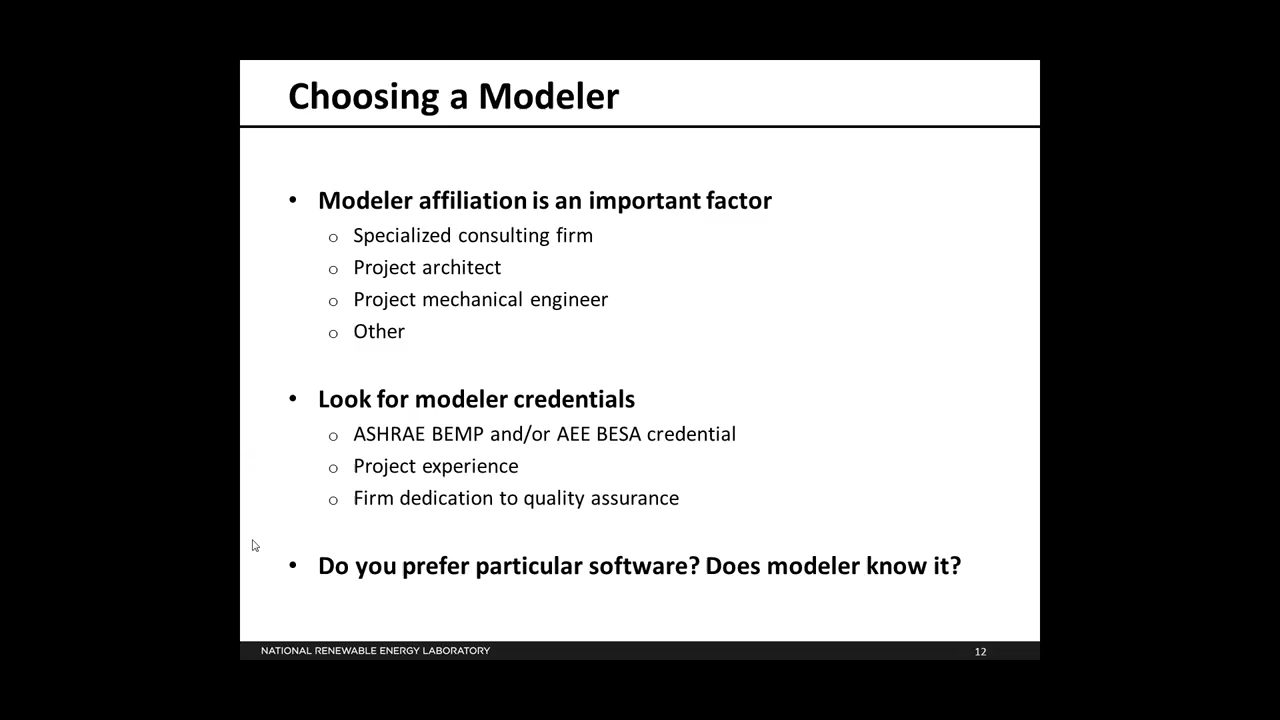 Choosing a Modeler
• Modeler affiliation is an important factor
o Specialized consulting firm
o Project architect
o Project mechanical engineer
o Other
• Look for modeler credentials
o ASHRAE BEMP and/or AEE BESA credential
o Project experience
o Firm dedication to quality assurance
• Do you prefer particular software? Does modeler know it?
NATIONAL RENEWABLE ENERGY LABORATORY 12